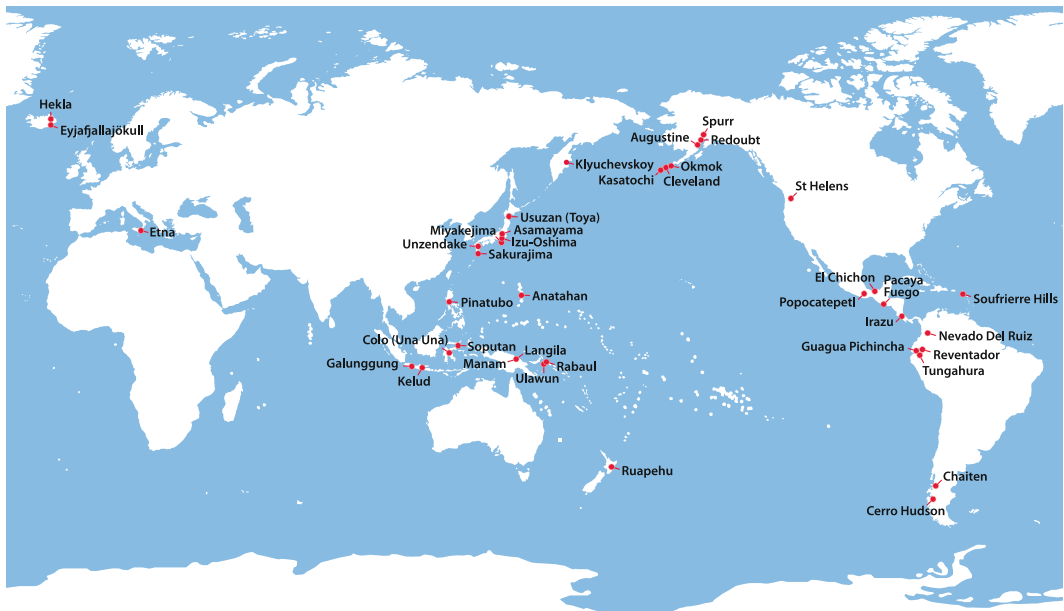 Hekla
Eyjafjallajökull
Spurr
Augustine
Redoubt
Klyuchevskoy
Okmok
Kasatochi
Cleveland
St Helens
Etna
Usuzan (Toya)
Miyakejima
Asamayama
Unzendake
Izu-Oshima
Sakurajima
El Chichon
Pacaya
Fuego
Pinatubo
Anatahan
Popocatepetl
Soufrierre Hills
Irazu
Nevado Del Ruiz
Colo (Una Una)
Soputan
Langila
Guagua Pichincha
Reventador
Galunggung
Manam
Rabaul
Tungahura
Kelud
Ulawun
Ruapehu
Chaiten
Cerro Hudson